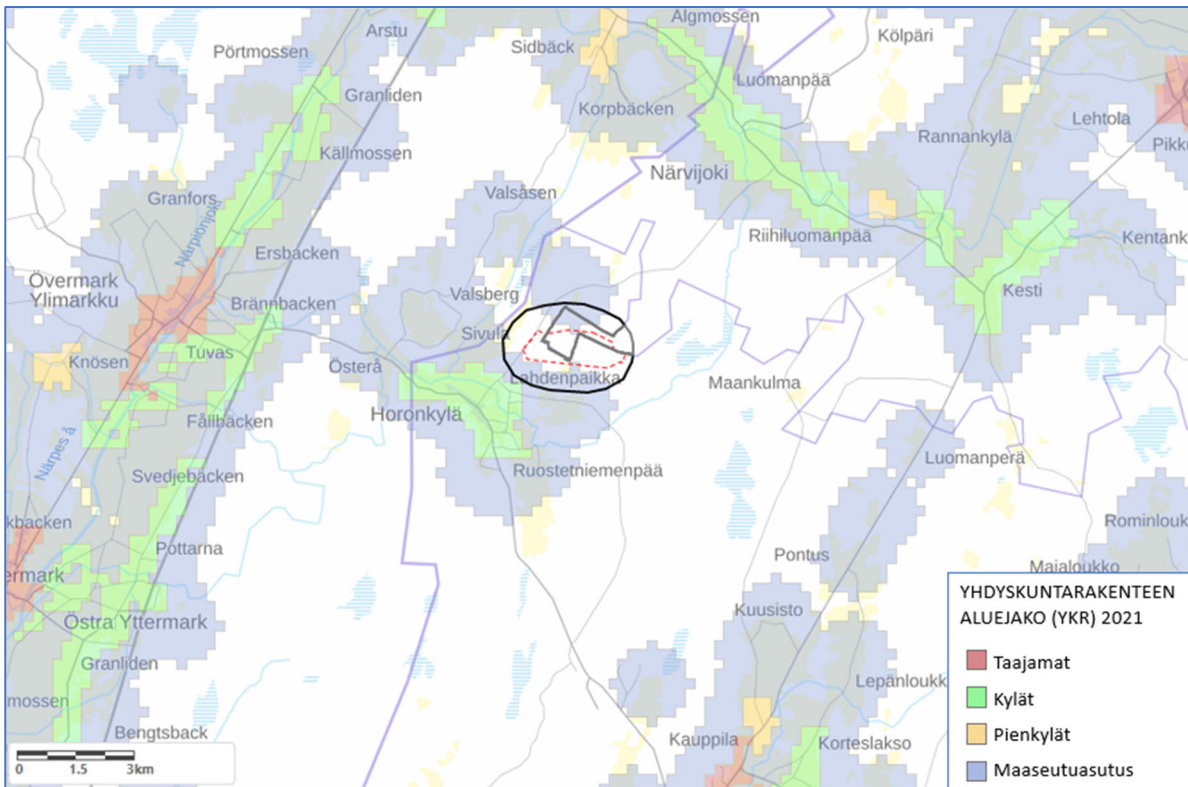 Arstu
Algmossen
Pörtmossen
Sidbäck
Kölpäri
Luomanpää
Granliden
Korpbäcken
Lehtola
Rannankylä
Pikku
Källmossen
Närvijoki
Granfors
Valsåsen
Närpiönjoki
Riihiluomanpää
Kentank
Ersbacken
Övermark
Ylimarkku
Valsberg
Kesti
Brännbacken
Sivula
Knösen
Tuvas
Österå
Lahdenpaikka
Maankulma
Horonkylä
Fållbäcken
Närpes å
Luomanperä
Svedjebäcken
Ruostetniemenpää
kbacken
Rominlouk
Pottarna
Pontus
ermark
Majaloukko
Östra Yttermark
Kuusisto
Granliden
Lepänloukk
mossen
Bengtsback
Kauppila
Korteslakso
0 1.5 3km
YHDYSKUNTARAKENTEEN
ALUEJAKO (YKR) 2021
Taajamat
Kylät
Pienkylät
Maaseutuasutus